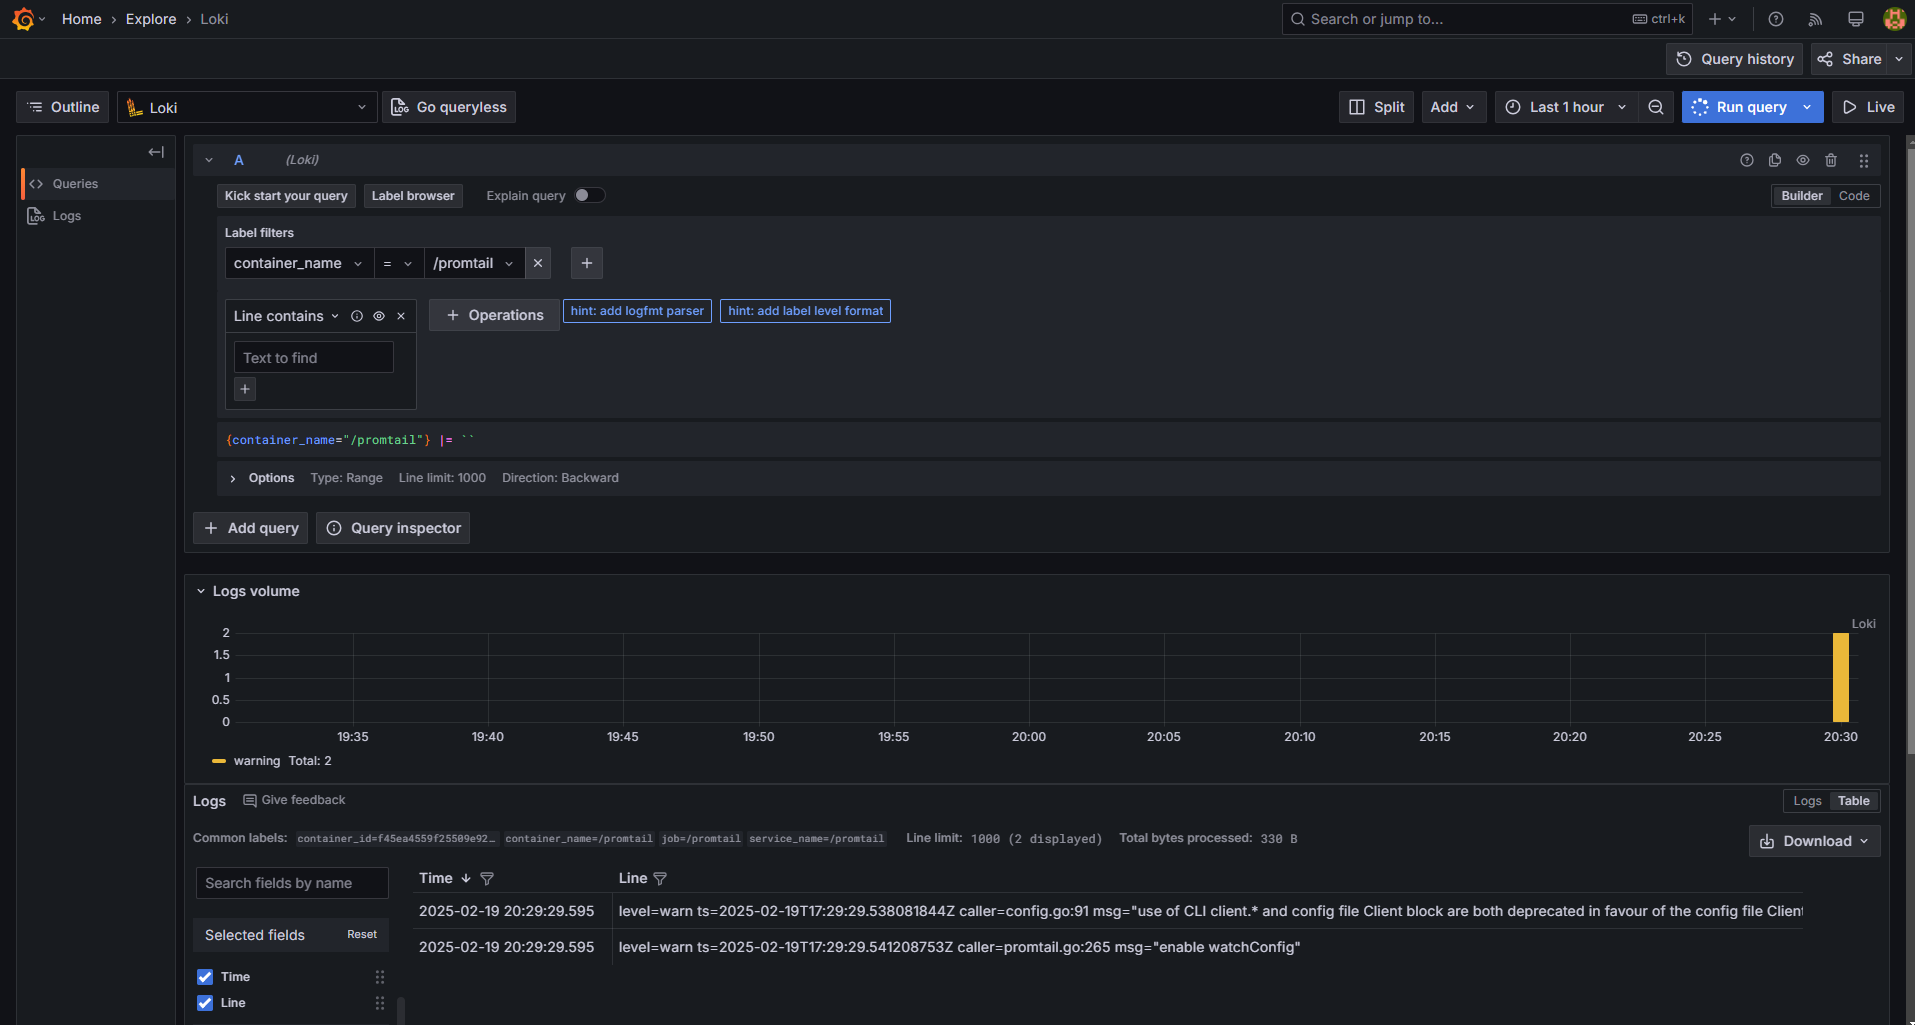 Home › Explore › Loki
Search or jump to... ctrl+k
Query history Share
Outline Loki Go queryless Split Add Last 1 hour Run query Live
Queries
Logs
A (Loki)
Kick start your query Label browser Explain query Builder Code
Label filters
container_name = /promtail
Line contains Operations hint: add logfmt parser hint: add label level format
Text to find
{container_name="/promtail"} |= ``
Options Type: Range Line limit: 1000 Direction: Backward
Add query Query inspector
Logs volume
Loki
2
1.5
1
0.5
0
19:35 19:40 19:45 19:50 19:55 20:00 20:05 20:10 20:15 20:20 20:25 20:30
warning Total: 2
Logs Give feedback Logs Table
Common labels: container_id=f45ea4559f25509e92… container_name=/promtail job=/promtail service_name=/promtail Line limit: 1000 (2 displayed) Total bytes processed: 330 B
Download
Search fields by name
Time Line
2025-02-19 20:29:29.595 level=warn ts=2025-02-19T17:29:29.538081844Z caller=config.go:91 msg="use of CLI client.* and config file Client block are both deprecated in favour of the config file Client
Selected fields Reset
2025-02-19 20:29:29.595 level=warn ts=2025-02-19T17:29:29.541208753Z caller=promtail.go:265 msg="enable watchConfig"
Time
Line